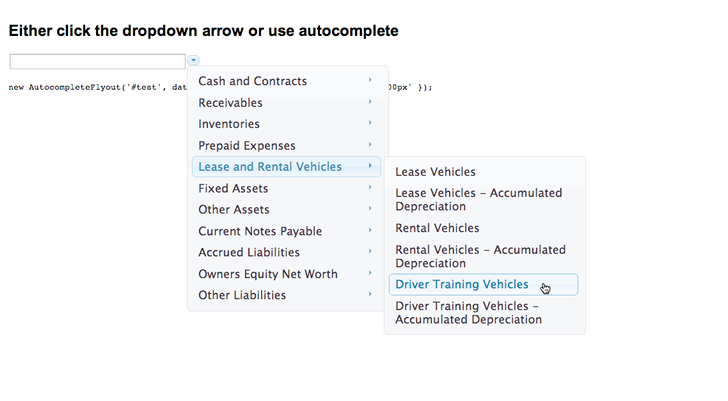 Either click the dropdown arrow or use autocomplete
new AutocompleteFlyout('#test', dat
00px' });
Cash and Contracts
Receivables
Inventories
Prepaid Expenses
Lease and Rental Vehicles
Fixed Assets
Other Assets
Current Notes Payable
Accrued Liabilities
Owners Equity Net Worth
Other Liabilities
Lease Vehicles
Lease Vehicles – Accumulated
Depreciation
Rental Vehicles
Rental Vehicles – Accumulated
Depreciation
Driver Training Vehicles
Driver Training Vehicles –
Accumulated Depreciation